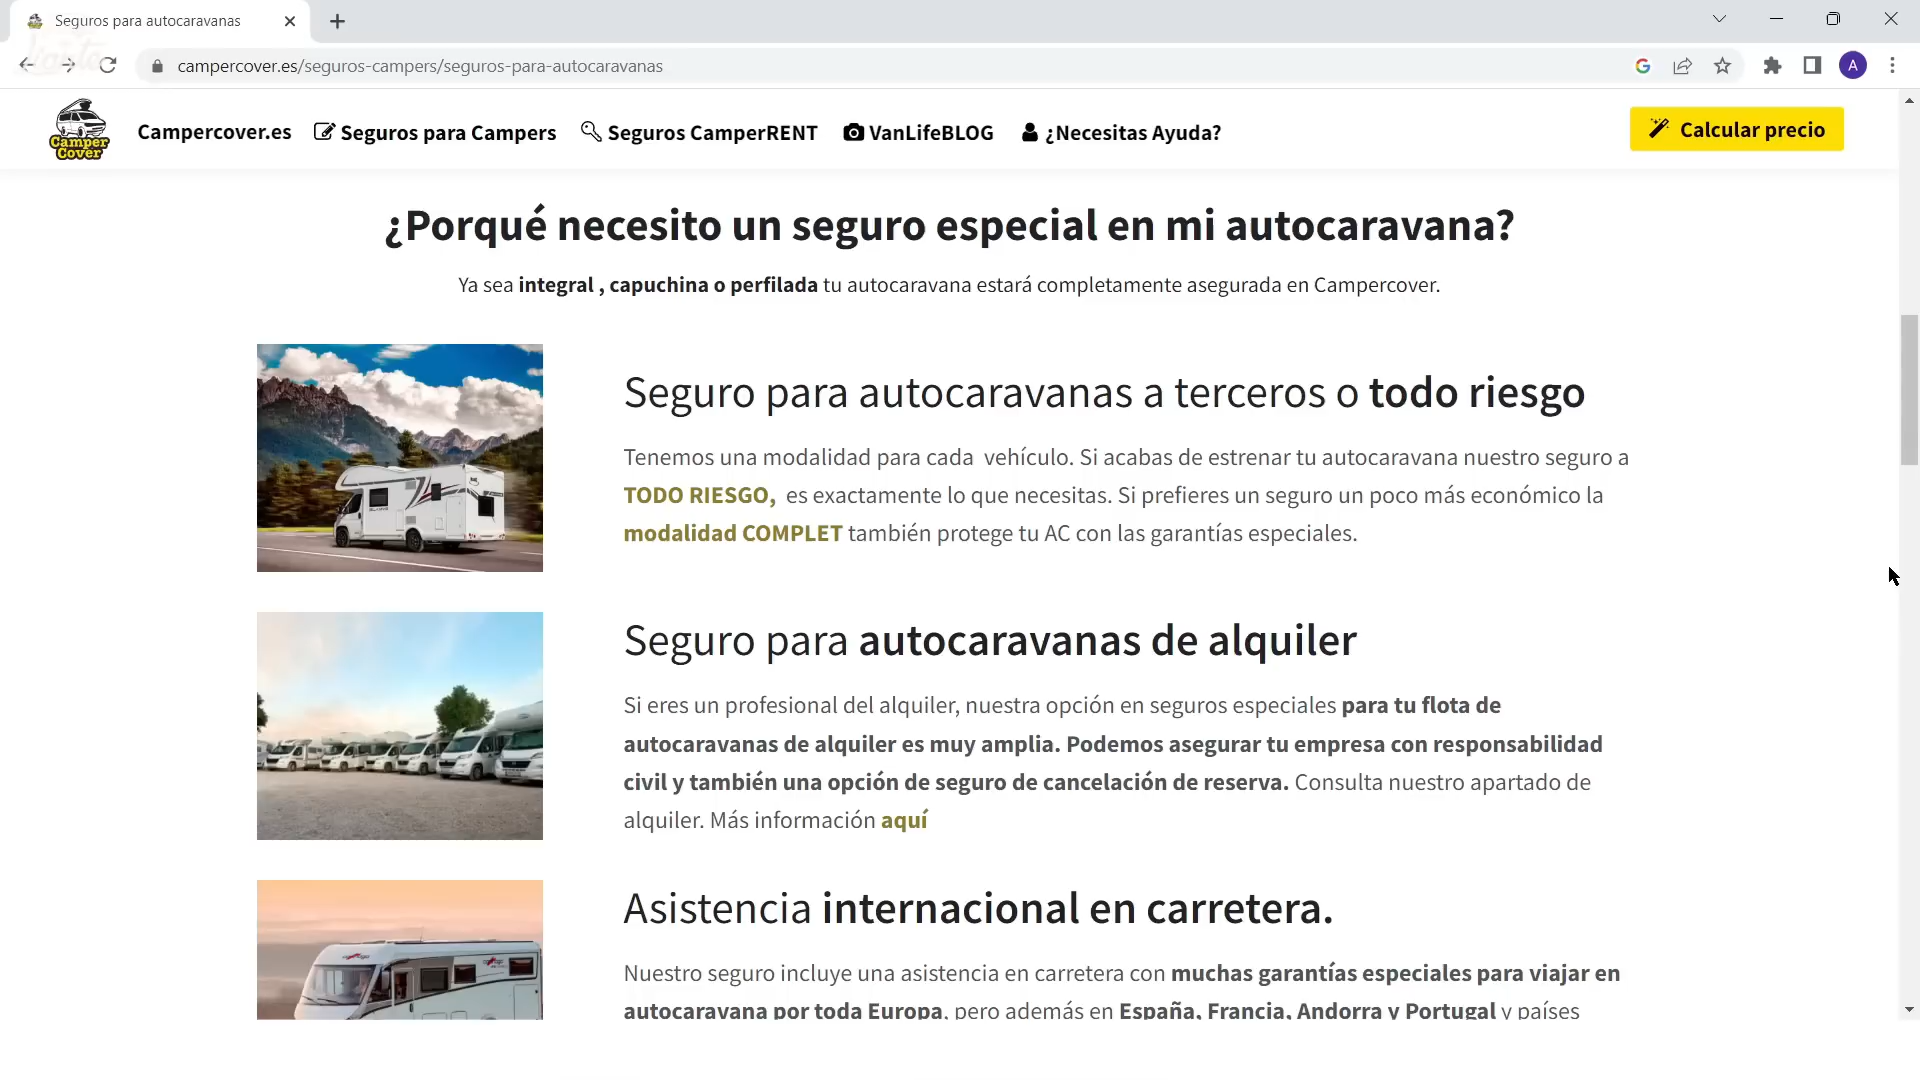 Seguros para autocaravanas
campercover.es/seguros-campers/seguros-para-autocaravanas
A
Camper
Cover
Campercover.es
Seguros para Campers
Seguros CamperRENT
VanLifeBLOG
¿Necesitas Ayuda?
Calcular precio
¿Porqué necesito un seguro especial en mi autocaravana?
Ya sea integral , capuchina o perfilada tu autocaravana estará completamente asegurada en Campercover.
Seguro para autocaravanas a terceros o todo riesgo
Tenemos una modalidad para cada vehículo. Si acabas de estrenar tu autocaravana nuestro seguro a
TODO RIESGO, es exactamente lo que necesitas. Si prefieres un seguro un poco más económico la
modalidad COMPLET también protege tu AC con las garantías especiales.
Seguro para autocaravanas de alquiler
Si eres un profesional del alquiler, nuestra opción en seguros especiales para tu flota de
autocaravanas de alquiler es muy amplia. Podemos asegurar tu empresa con responsabilidad
civil y también una opción de seguro de cancelación de reserva. Consulta nuestro apartado de
alquiler. Más información aquí
Asistencia internacional en carretera.
Nuestro seguro incluye una asistencia en carretera con muchas garantías especiales para viajar en
autocaravana por toda Europa, pero además en España, Francia, Andorra y Portugal y países